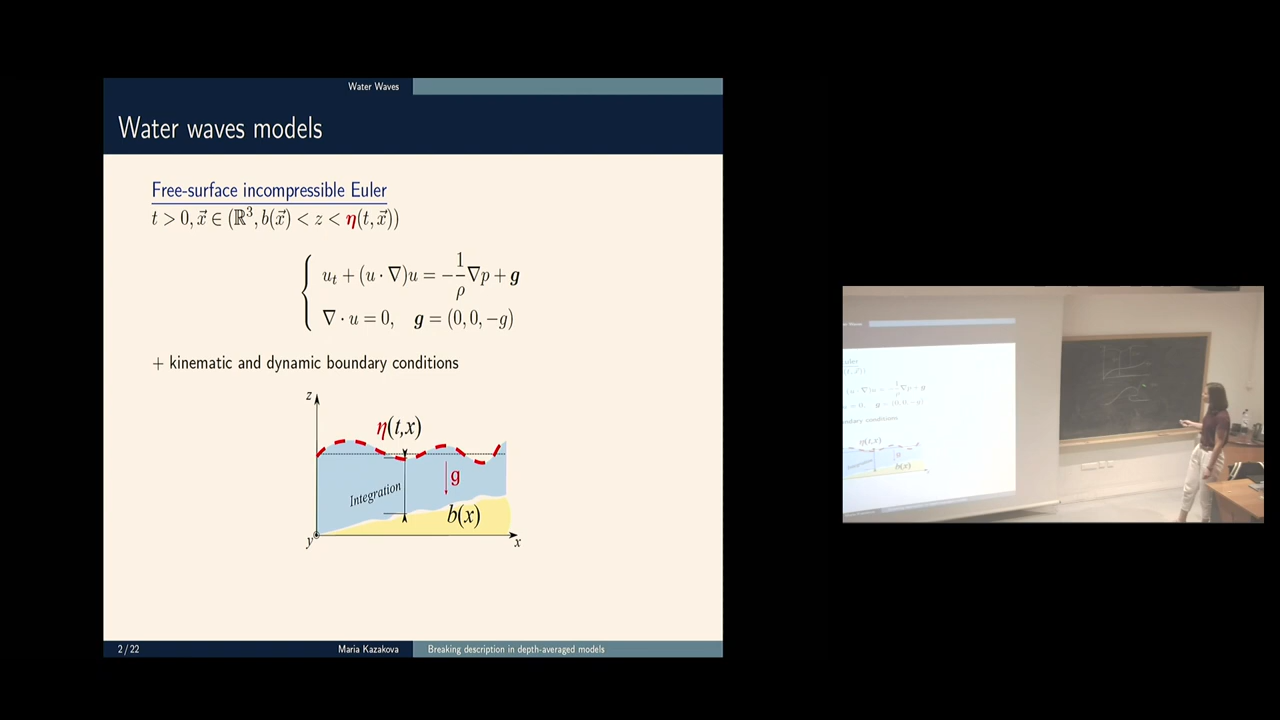 Water Waves
Water waves models
Free-surface incompressible Euler
t > 0, x⃗ ∈ (ℝ³, b(x⃗) < z < η(t, x⃗))
uₜ + (u · ∇)u = −1/ρ ∇p + g
∇ · u = 0, g = (0, 0, −g)
+ kinematic and dynamic boundary conditions
z
η(t,x)
g
Integration
b(x)
y
x
2 / 22
Maria Kazakova
Breaking description in depth-averaged models